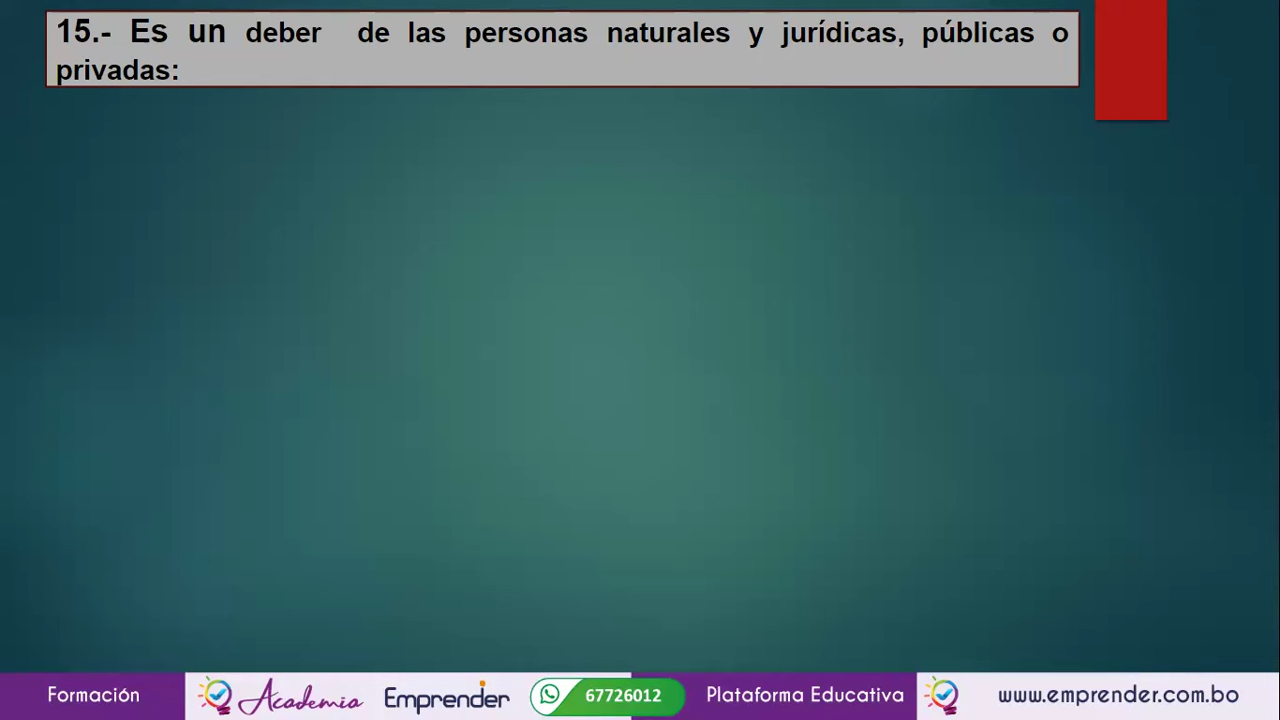 15.- Es un deber de las personas naturales y jurídicas, públicas o
privadas:
Formación Academia Emprender 67726012 Plataforma Educativa www.emprender.com.bo